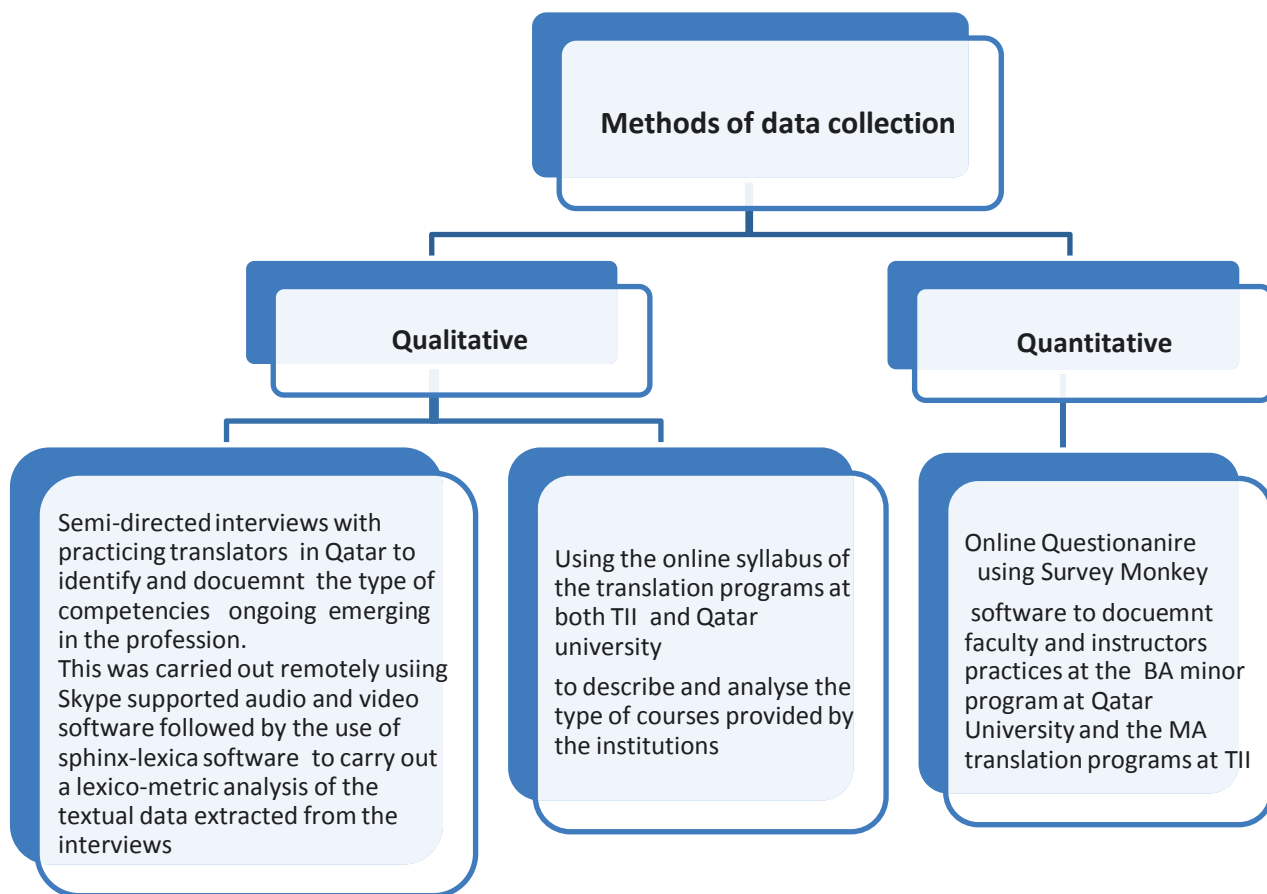 Methods of data collection
Qualitative
Quantitative
Semi-directed interviews with
practicing translators in Qatar to
identify and docuemnt the type of
competencies ongoing emerging
in the profession.
This was carried out remotely usiing
Skype supported audio and video
software followed by the use of
sphinx-lexica software to carry out
a lexico-metric analysis of the
textual data extracted from the
interviews
Using the online syllabus of
the translation programs at
both TII and Qatar
university
to describe and analyse the
type of courses provided by
the institutions
Online Questionanire
using Survey Monkey
software to docuemnt
faculty and instructors
practices at the BA minor
program at Qatar
University and the MA
translation programs at TII